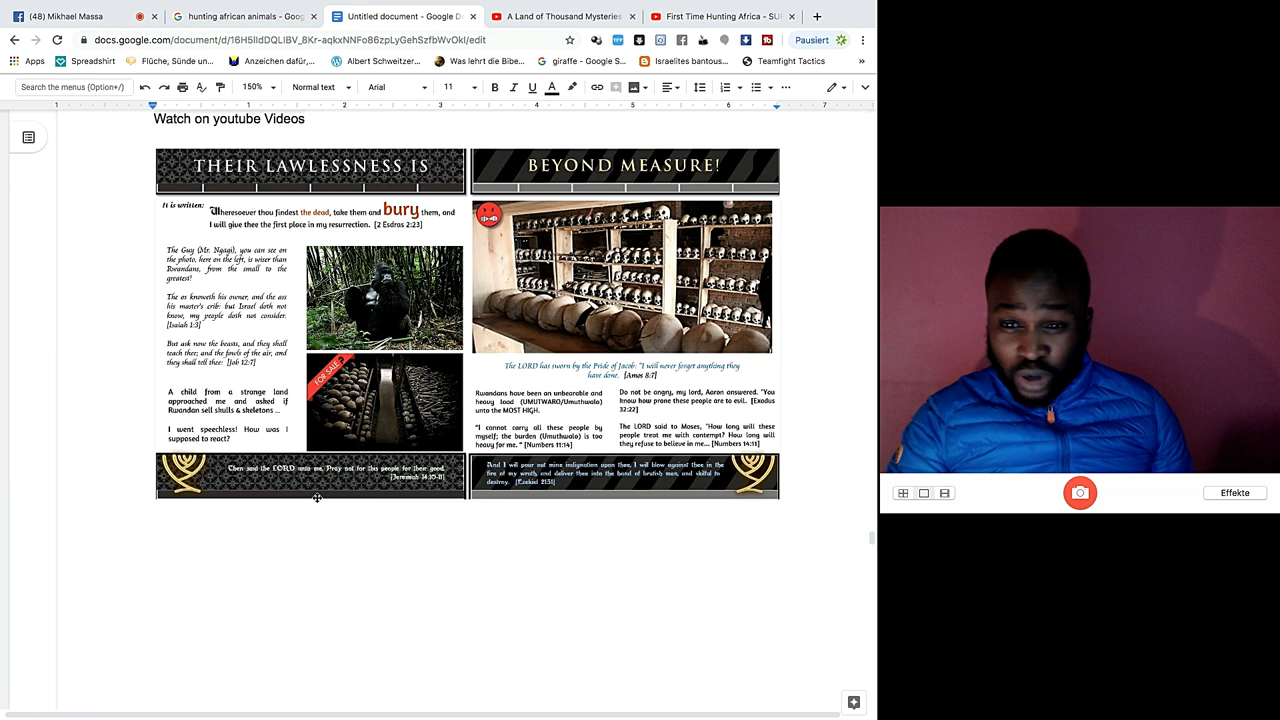 (48) Mikhael Massa
hunting african animals - Goog
Untitled document - Google D
A Land of Thousand Mysteries
First Time Hunting Africa - SU
docs.google.com/document/d/16H5IldDQLIBV_8Kr-aqkxNNFo86zpLyGehSzfbWvOkI/edit
Pausiert
Apps
Spreadshirt
Flüche, Sünde un...
Anzeichen dafür,...
Albert Schweitzer...
Was lehrt die Bibe...
giraffe - Google S...
Israelites bantous...
Teamfight Tactics
»
Search the menus (Option+/)
150%
Normal text
Arial
11
B I U A
1 1 2 3 4 5 6 7
Watch on youtube Videos
THEIR LAWLESSNESS IS
BEYOND MEASURE!
It is written:
Wheresoever thou findest the dead, take them and bury them, and
I will give thee the first place in my resurrection. [2 Esdras 2:23]
The Guy (Mr. Ngagi), you can see on
the photo, here on the left, is wiser than
Rwandans, from the small to the
greatest!
The ox knoweth his owner, and the ass
his master's crib: but Israel doth not
know, my people doth not consider.
[Isaiah 1:3]
But ask now the beasts, and they shall
teach thee; and the fowls of the air, and
they shall tell thee: [Job 12:7]
A child from a strange land
approached me and asked if
Rwandan sell skulls & skeletons ...
I went speechless! How was I
supposed to react?
FOR SALE
Then said the LORD unto me, Pray not for this people for their good.
[Jeremiah 14:10-11]
The LORD has sworn by the Pride of Jacob: "I will never forget anything they
have done. [Amos 8:7]
Rwandans have been an unbearable and
heavy load (UMUTWARO/Umuthwalo)
unto the MOST HIGH.
"I cannot carry all these people by
myself; the burden (Umuthwalo) is too
heavy for me. " [Numbers 11:14]
Do not be angry, my lord, Aaron answered. "You
know how prone these people are to evil. [Exodus
32:22]
The LORD said to Moses, "How long will these
people treat me with contempt? How long will
they refuse to believe in me... [Numbers 14:11]
And I will pour out mine indignation upon thee, I will blow against thee in the
fire of my wrath, and deliver thee into the hand of brutish men, and skilful to
destroy. [Ezekiel 21:31]
Effekte